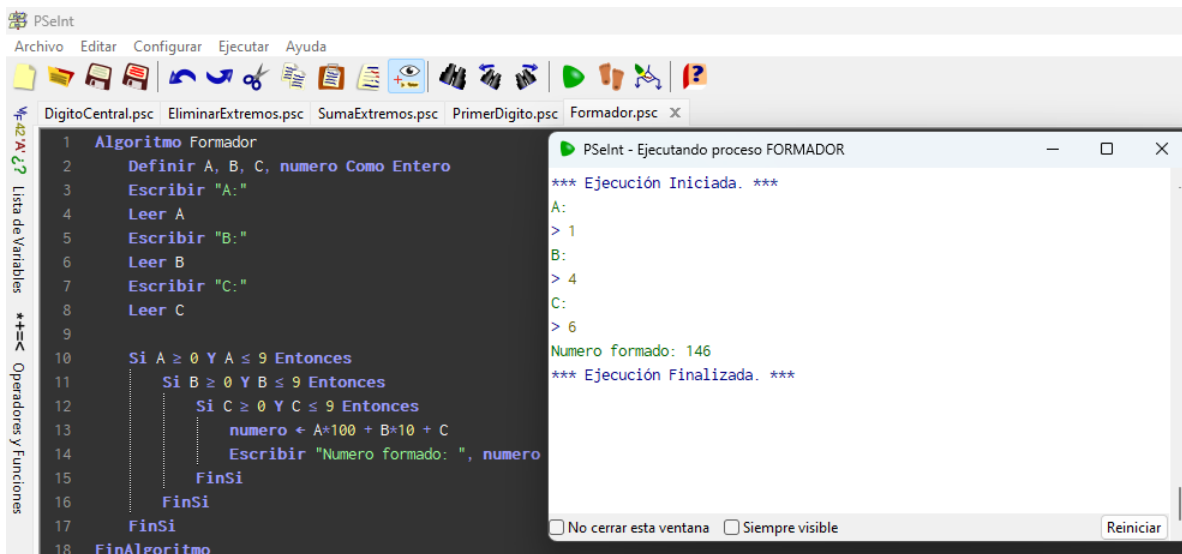 PSeInt
Archivo Editar Configurar Ejecutar Ayuda
DigitoCentral.psc EliminarExtremos.psc SumaExtremos.psc PrimerDigito.psc Formador.psc X
42 'A' ¿? Lista de Variables
*+=< Operadores y Funciones
1 Algoritmo Formador
2 Definir A, B, C, numero Como Entero
3 Escribir "A:"
4 Leer A
5 Escribir "B:"
6 Leer B
7 Escribir "C:"
8 Leer C
9
10 Si A ≥ 0 Y A ≤ 9 Entonces
11 Si B ≥ 0 Y B ≤ 9 Entonces
12 Si C ≥ 0 Y C ≤ 9 Entonces
13 numero ← A*100 + B*10 + C
14 Escribir "Numero formado: ", numero
15 FinSi
16 FinSi
17 FinSi
18 FinAlgoritmo
PSeInt - Ejecutando proceso FORMADOR
*** Ejecución Iniciada. ***
A:
> 1
B:
> 4
C:
> 6
Numero formado: 146
*** Ejecución Finalizada. ***
No cerrar esta ventana Siempre visible Reiniciar